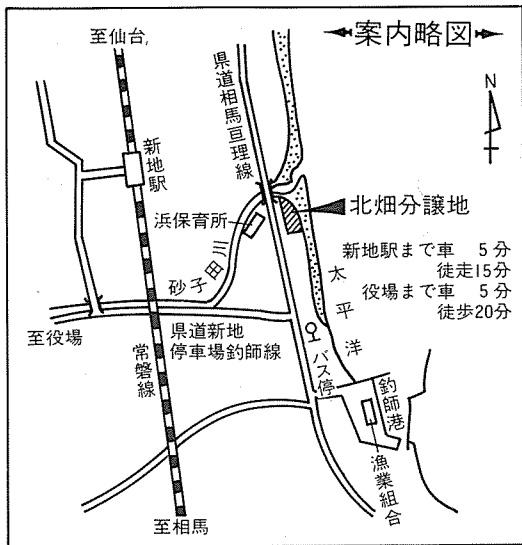 案内略図
至仙台
県道相馬亘理線
N
新地駅
浜保育所
北畑分譲地
砂子田川
新地駅まで車 5分
徒走15分
役場まで車 5分
徒歩20分
太平洋
至役場
県道新地
停車場釣師線
常磐線
バス停
釣師港
漁業組合
至相馬